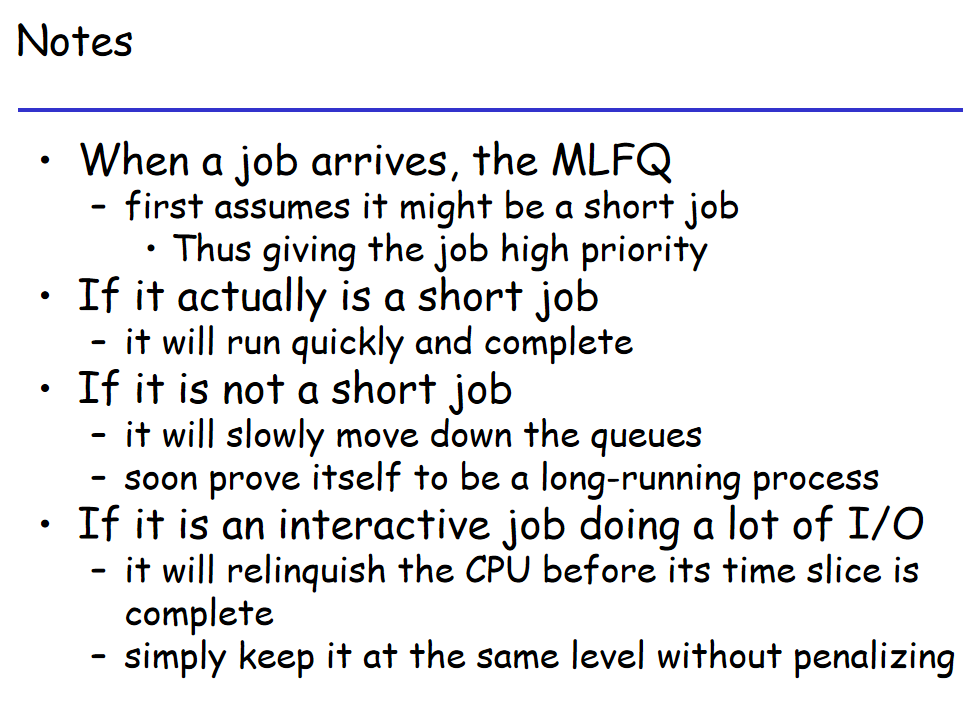 Notes
• When a job arrives, the MLFQ
– first assumes it might be a short job
• Thus giving the job high priority
• If it actually is a short job
– it will run quickly and complete
• If it is not a short job
– it will slowly move down the queues
– soon prove itself to be a long-running process
• If it is an interactive job doing a lot of I/O
– it will relinquish the CPU before its time slice is
complete
– simply keep it at the same level without penalizing